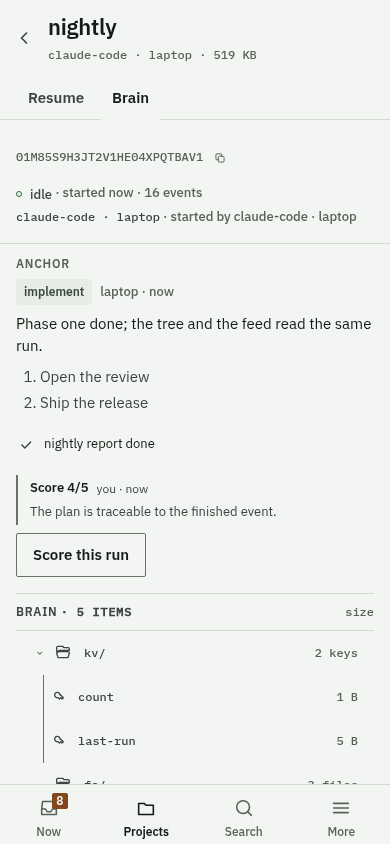 nightly
claude-code · laptop · 519 KB
Resume Brain
01M85S9H3JT2V1HE04XPQTBAV1
idle · started now · 16 events
claude-code · laptop · started by claude-code · laptop
ANCHOR
implement laptop · now
Phase one done; the tree and the feed read the same
run.
1. Open the review
2. Ship the release
nightly report done
Score 4/5 you · now
The plan is traceable to the finished event.
Score this run
BRAIN · 5 ITEMS size
kv/ 2 keys
count 1 B
last-run 5 B
8
Now Projects Search More